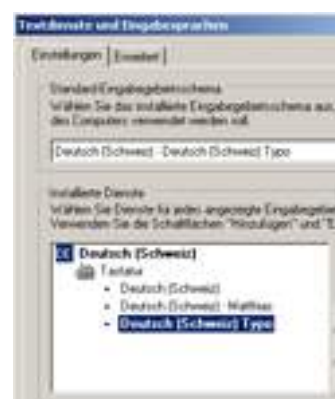 Textdienste und Eingabesprachen
Einstellungen Erweitert
Standard-Eingabegebietsschema
Wählen Sie das installierte Eingabegebietsschema aus
des Computers verwendet werden soll.
Deutsch (Schweiz) - Deutsch (Schweiz) Typo
Installierte Dienste
Wählen Sie Dienste für jedes angezeigte
Verwenden Sie die Schaltflächen "Hinzufügen" und
DE Deutsch (Schweiz)
Tastatur
Deutsch (Schweiz)
Deutsch (Schweiz) Matthias
Deutsch (Schweiz) Typo